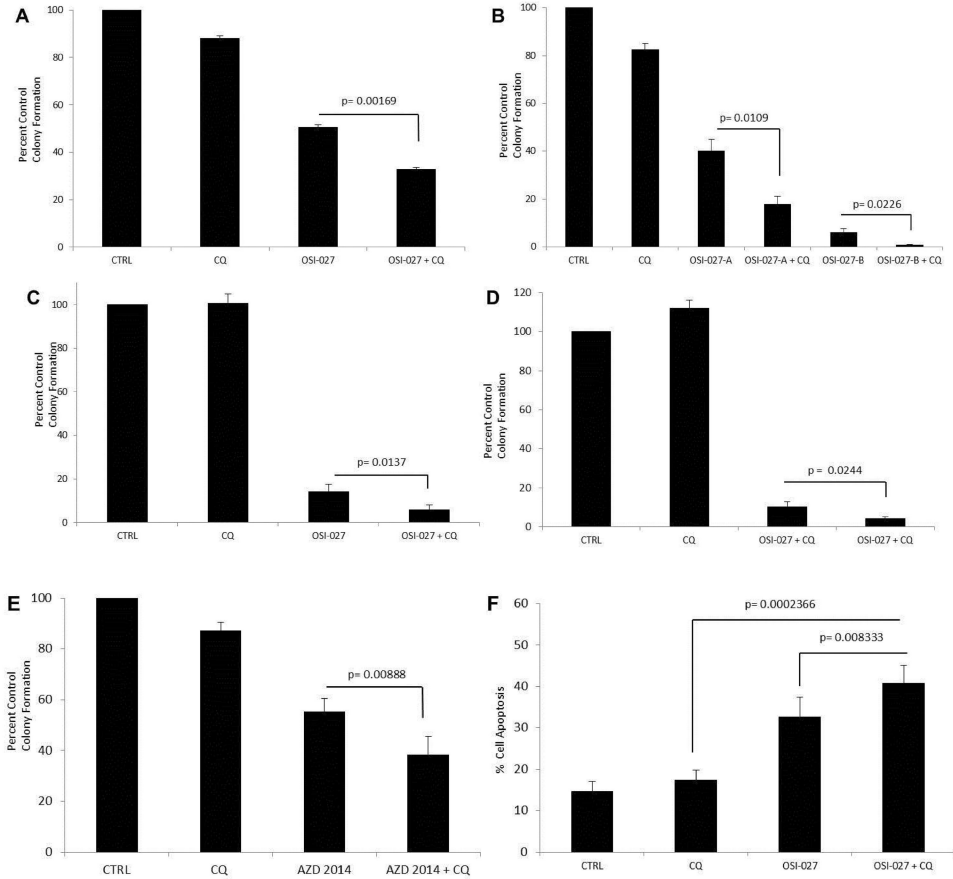 A
Percent Control
Colony Formation
100
80
60
40
20
0
p= 0.00169
CTRL CQ OSI-027 OSI-027 + CQ
B
Percent Control
Colony Formation
100
80
60
40
20
0
p= 0.0109
p= 0.0226
CTRL CQ OSI-027-A OSI-027-A + CQ OSI-027-B OSI-027-B + CQ
C
Percent Control
Colony Formation
100
80
60
40
20
0
p= 0.0137
CTRL CQ OSI-027 OSI-027 + CQ
D
Percent Control
Colony Formation
120
100
80
60
40
20
0
p = 0.0244
CTRL CQ OSI-027 + CQ OSI-027 + CQ
E
Percent Control
Colony Formation
100
80
60
40
20
0
p= 0.00888
CTRL CQ AZD 2014 AZD 2014 + CQ
F
% Cell Apoptosis
60
50
40
30
20
10
0
p= 0.0002366
p= 0.008333
CTRL CQ OSI-027 OSI-027 + CQ